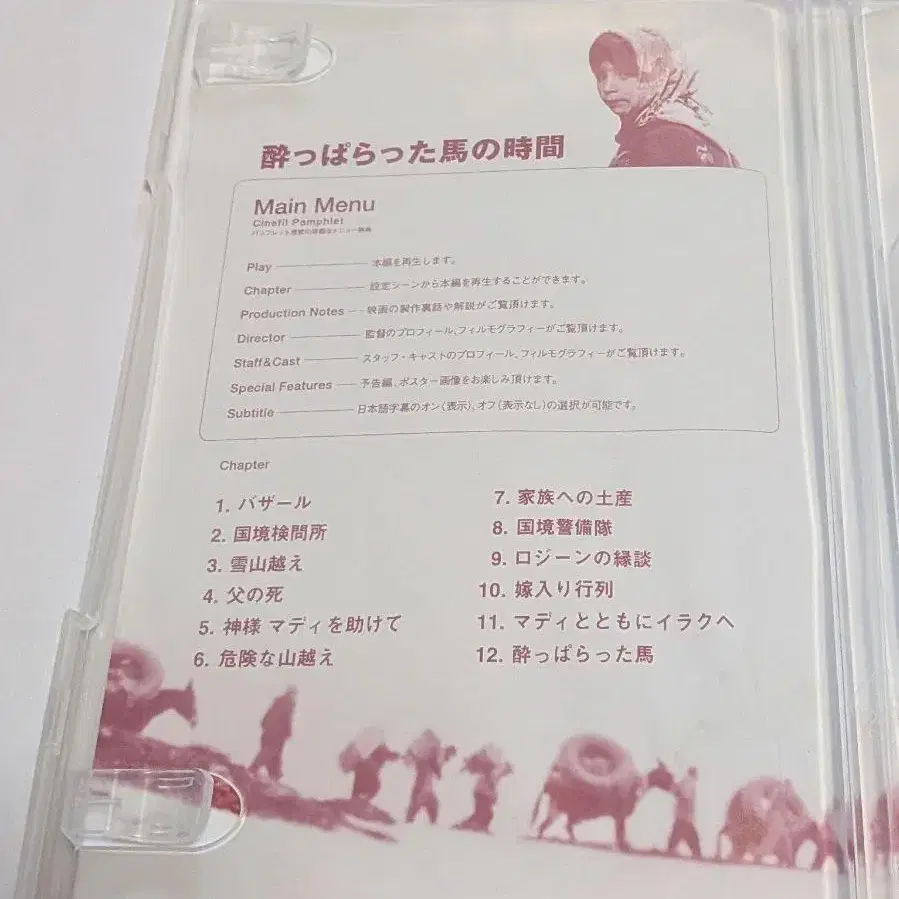 酔っぱらった馬の時間
Main Menu
Cinefil Pamphlet
Play 本編を再生します。
Chapter 設定シーンから本編を再生することができます。
Production Notes 映画の製作裏話や解説がご覧頂けます。
Director 監督のプロフィール、フィルモグラフィーがご覧頂けます。
Staff&Cast スタッフ・キャストのプロフィール、フィルモグラフィーがご覧頂けます。
Special Features 予告編、ポスター画像をお楽しみ頂けます。
Subtitle 日本語字幕のオン(表示)、オフ(表示なし)の選択が可能です。
Chapter
1. バザール
2. 国境検問所
3. 雪山越え
4. 父の死
5. 神様 マディを助けて
6. 危険な山越え
7. 家族への土産
8. 国境警備隊
9. ロジーンの縁談
10. 嫁入り行列
11. マディとともにイラクへ
12. 酔っぱらった馬